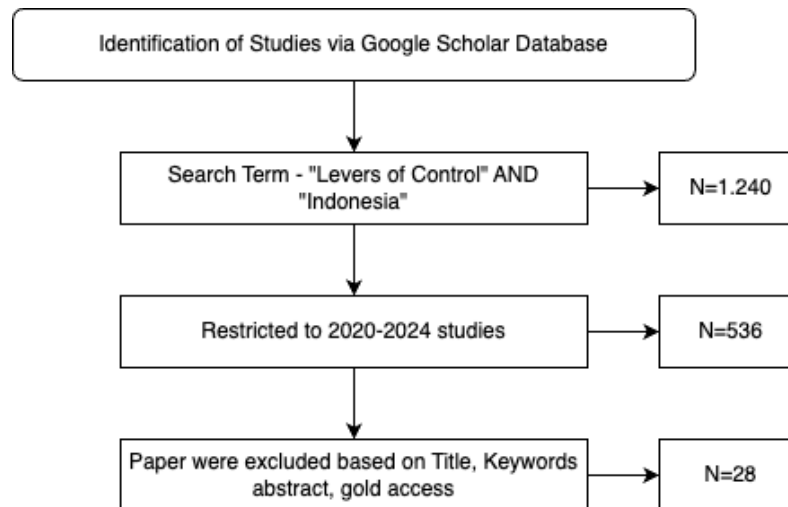 Identification of Studies via Google Scholar Database
Search Term - "Levers of Control" AND
"Indonesia"
N=1.240
Restricted to 2020-2024 studies
N=536
Paper were excluded based on Title, Keywords
abstract, gold access
N=28